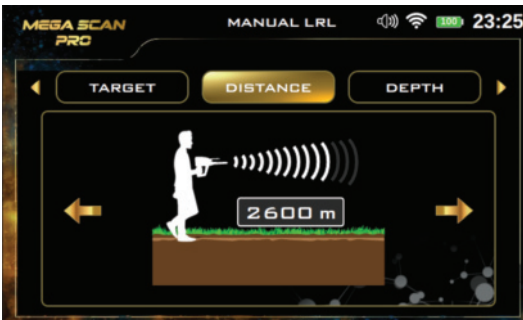 MEGA SCAN
PRO
MANUAL LRL
100
23:25
TARGET
DISTANCE
DEPTH
2600 m